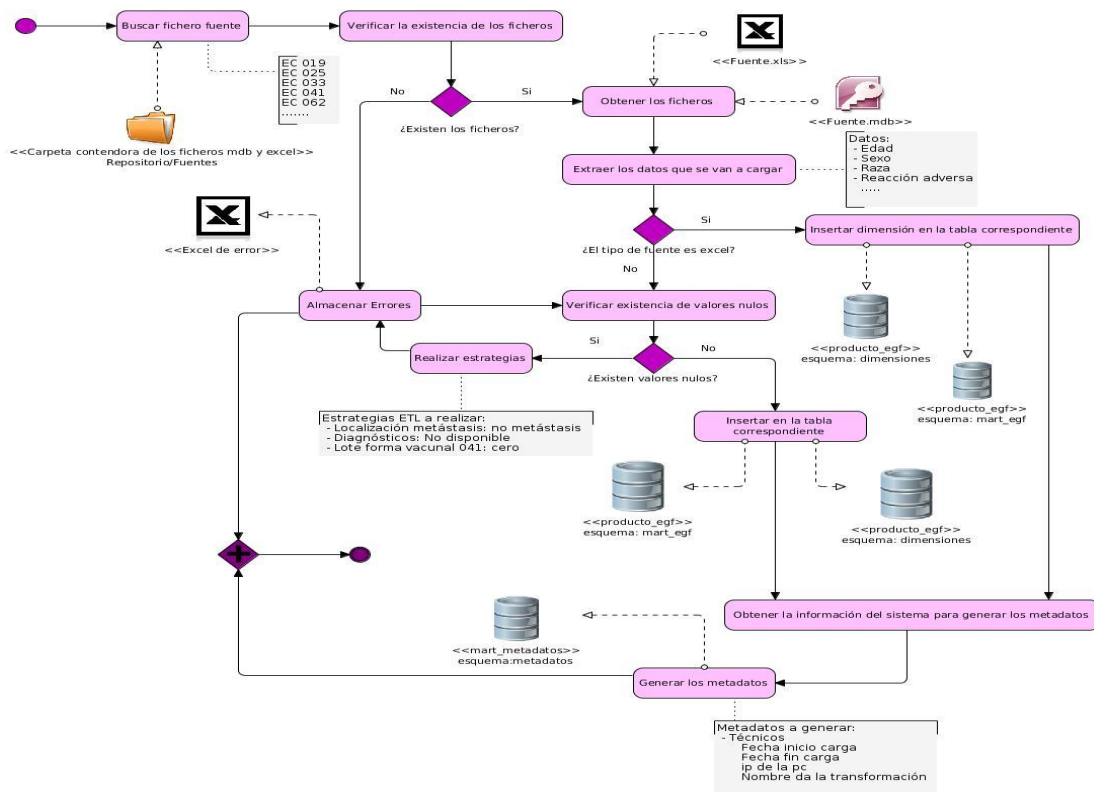 Buscar fichero fuente
Verificar la existencia de los ficheros
<<Fuente.xls>>
EC 019
EC 025
EC 033
EC 041
EC 062
.......
No
Si
Obtener los ficheros
¿Existen los ficheros?
<<Fuente.mdb>>
<<Carpeta contendora de los ficheros mdb y excel>>
Repositorio/Fuentes
Datos:
- Edad
- Sexo
- Raza
- Reacción adversa
.....
Extraer los datos que se van a cargar
<<Excel de error>>
Si
¿El tipo de fuente es excel?
Insertar dimensión en la tabla correspondiente
No
Almacenar Errores
Verificar existencia de valores nulos
<<producto_egf>>
esquema: dimensiones
Realizar estrategias
Si
No
¿Existen valores nulos?
<<producto_egf>>
esquema: mart_egf
Estrategias ETL a realizar:
- Localización metástasis: no metástasis
- Diagnósticos: No disponible
- Lote forma vacunal 041: cero
Insertar en la tabla
correspondiente
<<producto_egf>>
esquema: mart_egf
<<producto_egf>>
esquema: dimensiones
Obtener la información del sistema para generar los metadatos
<<mart_metadatos>>
esquema:metadatos
Generar los metadatos
Metadatos a generar:
- Técnicos
Fecha inicio carga
Fecha fin carga
ip de la pc
Nombre da la transformación